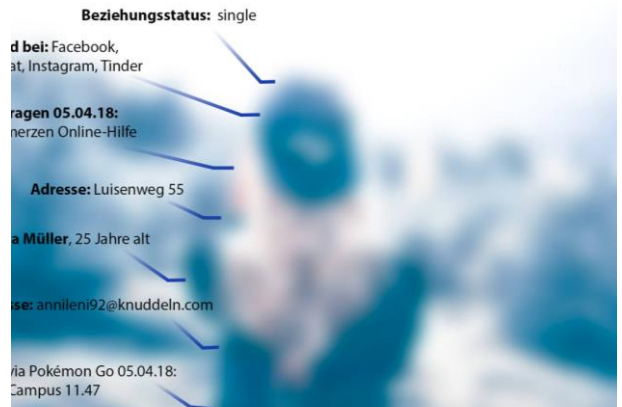 Beziehungsstatus: single
d bei: Facebook,
at, Instagram, Tinder
ragen 05.04.18:
merzen Online-Hilfe
Adresse: Luisenweg 55
a Müller, 25 Jahre alt
sse: annileni92@knuddeln.com
via Pokémon Go 05.04.18:
Campus 11.47